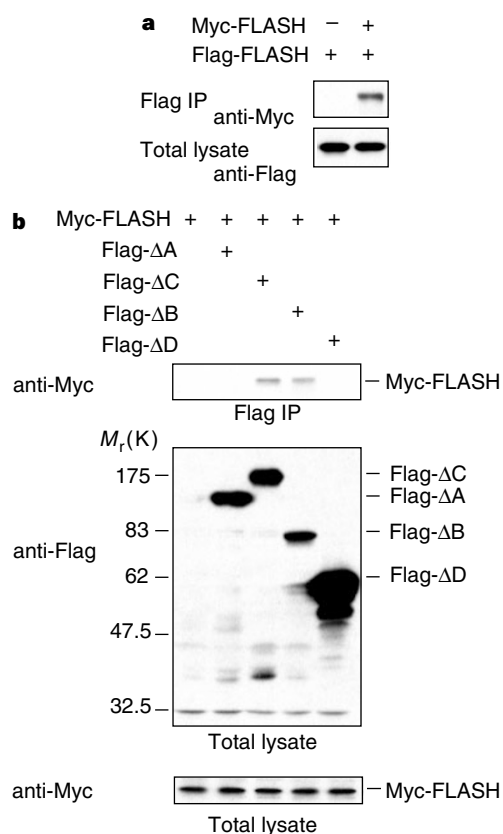 a
Myc-FLASH − +
Flag-FLASH + +
Flag IP anti-Myc
Total lysate anti-Flag
b
Myc-FLASH + + + + +
Flag-ΔA +
Flag-ΔC +
Flag-ΔB +
Flag-ΔD +
anti-Myc – Myc-FLASH
Flag IP
Mr(K)
175 – – Flag-ΔC
– Flag-ΔA
83 – – Flag-ΔB
anti-Flag
62 – – Flag-ΔD
47.5 –
32.5 –
Total lysate
anti-Myc – Myc-FLASH
Total lysate